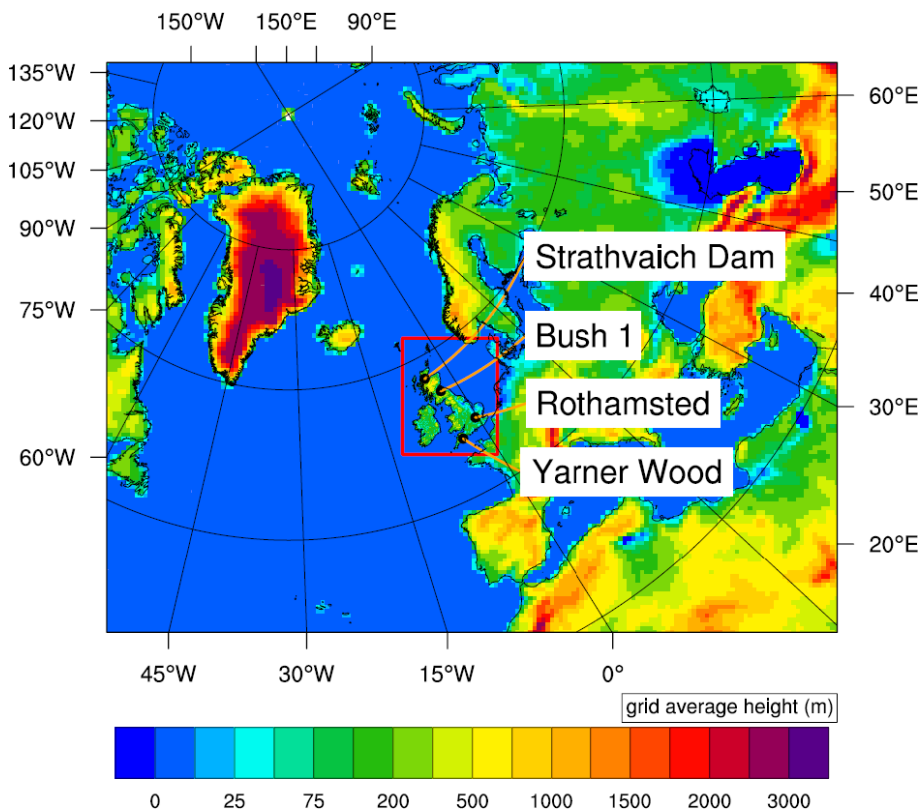 150°W 150°E 90°E
135°W
120°W
105°W
90°W
75°W
60°W
60°E
50°E
40°E
30°E
20°E
Strathvaich Dam
Bush 1
Rothamsted
Yarner Wood
45°W 30°W 15°W 0°
grid average height (m)
0 25 75 200 500 1000 1500 2000 3000